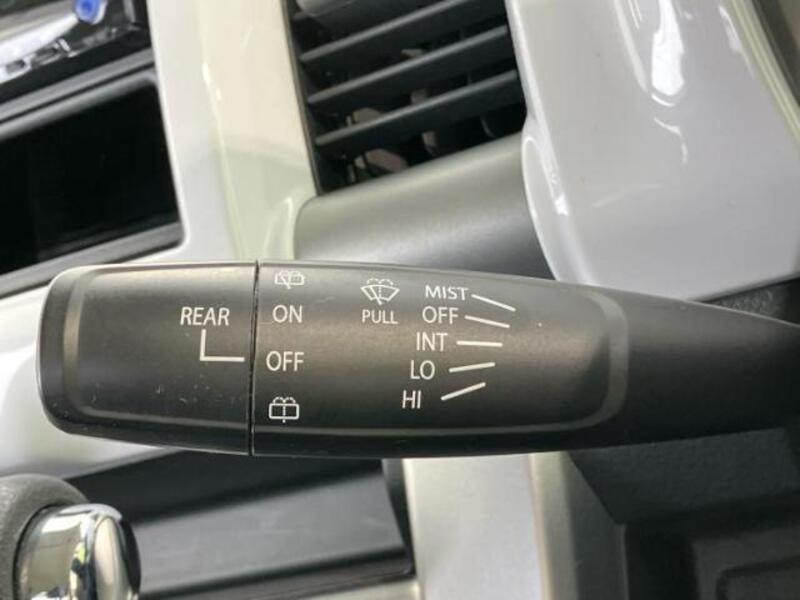 REAR
ON
OFF
PULL
MIST
OFF
INT
LO
HI